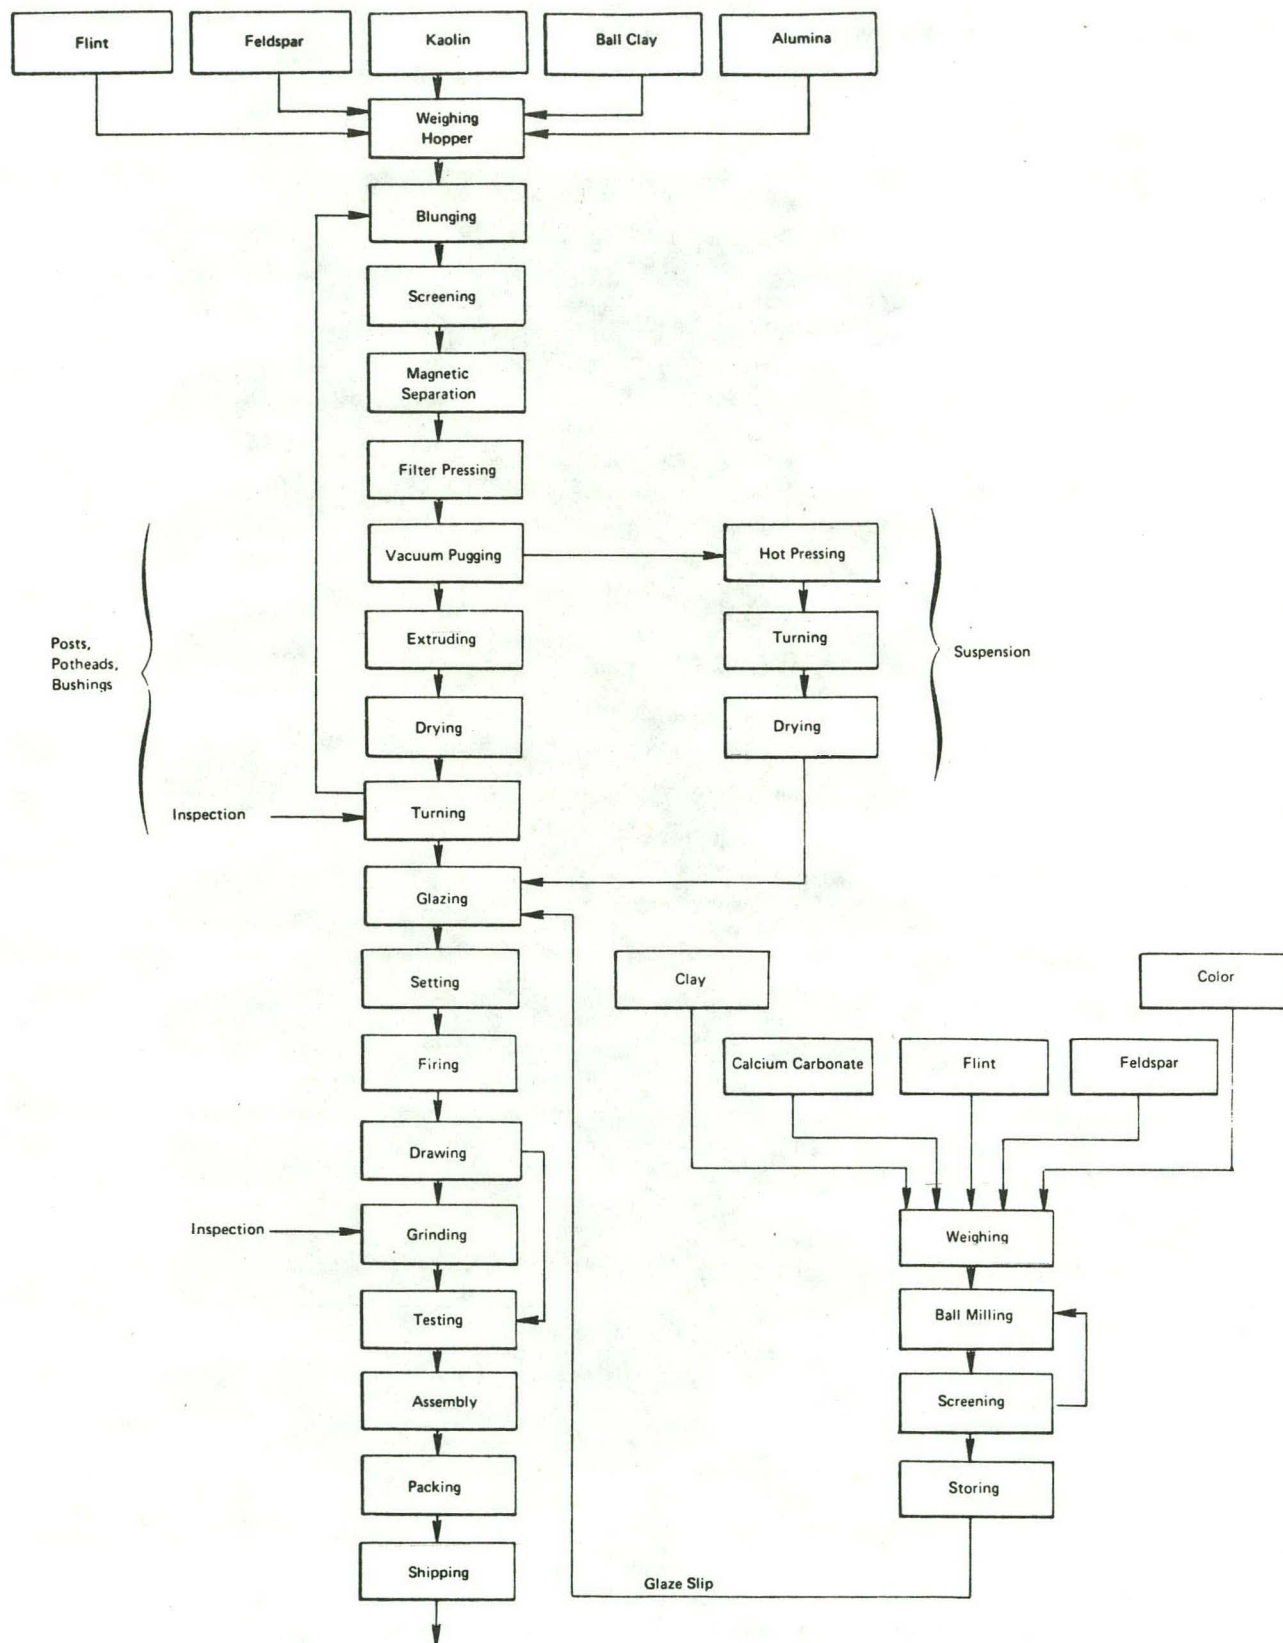 Flint
Feldspar
Kaolin
Ball Clay
Alumina
Weighing
Hopper
Blunging
Screening
Magnetic
Separation
Filter Pressing
Vacuum Pugging
Hot Pressing
Extruding
Turning
Posts,
Potheads,
Bushings
Suspension
Drying
Drying
Inspection
Turning
Glazing
Setting
Clay
Color
Firing
Calcium Carbonate
Flint
Feldspar
Drawing
Inspection
Grinding
Weighing
Testing
Ball Milling
Assembly
Screening
Packing
Storing
Shipping
Glaze Slip